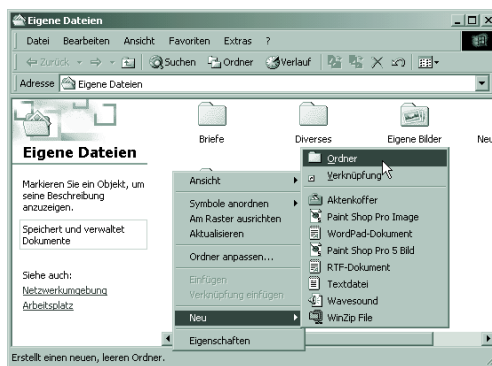 Eigene Dateien
Datei Bearbeiten Ansicht Favoriten Extras ?
Zurück Suchen Ordner Verlauf
Adresse Eigene Dateien
Briefe Diverses Eigene Bilder Neu
Eigene Dateien
Markieren Sie ein Objekt, um
seine Beschreibung
anzuzeigen.
Speichert und verwaltet
Dokumente
Siehe auch:
Netzwerkumgebung
Arbeitsplatz
Ansicht
Symbole anordnen
Am Raster ausrichten
Aktualisieren
Ordner anpassen...
Einfügen
Verknüpfung einfügen
Neu
Eigenschaften
Ordner
Verknüpfung
Aktenkoffer
Paint Shop Pro Image
WordPad-Dokument
Paint Shop Pro 5 Bild
RTF-Dokument
Textdatei
Wavesound
WinZip File
Erstellt einen neuen, leeren Ordner.